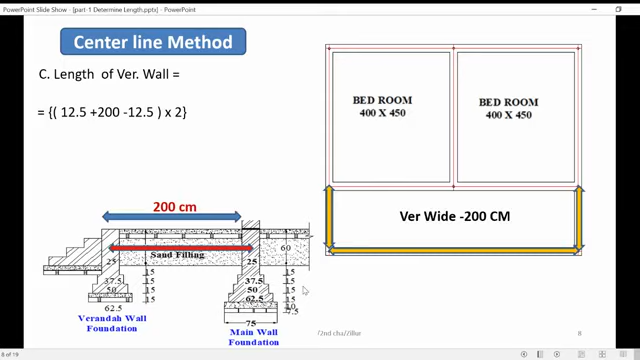 PowerPoint Slide Show - [part-1 Determine Length.pptx] - PowerPoint
Center line Method
C. Length of Ver. Wall =
= {( 12.5 +200 -12.5 ) x 2}
BED ROOM
400 X 450
BED ROOM
400 X 450
Ver Wide -200 CM
200 cm
Sand Filling
25
25
60
37.5
50
62.5
15
15
15
37.5
50
62.5
15
15
15
10
7.5
75
Verandah Wall
Foundation
Main Wall
Foundation
/2nd.cha//zillur
8
8 of 19